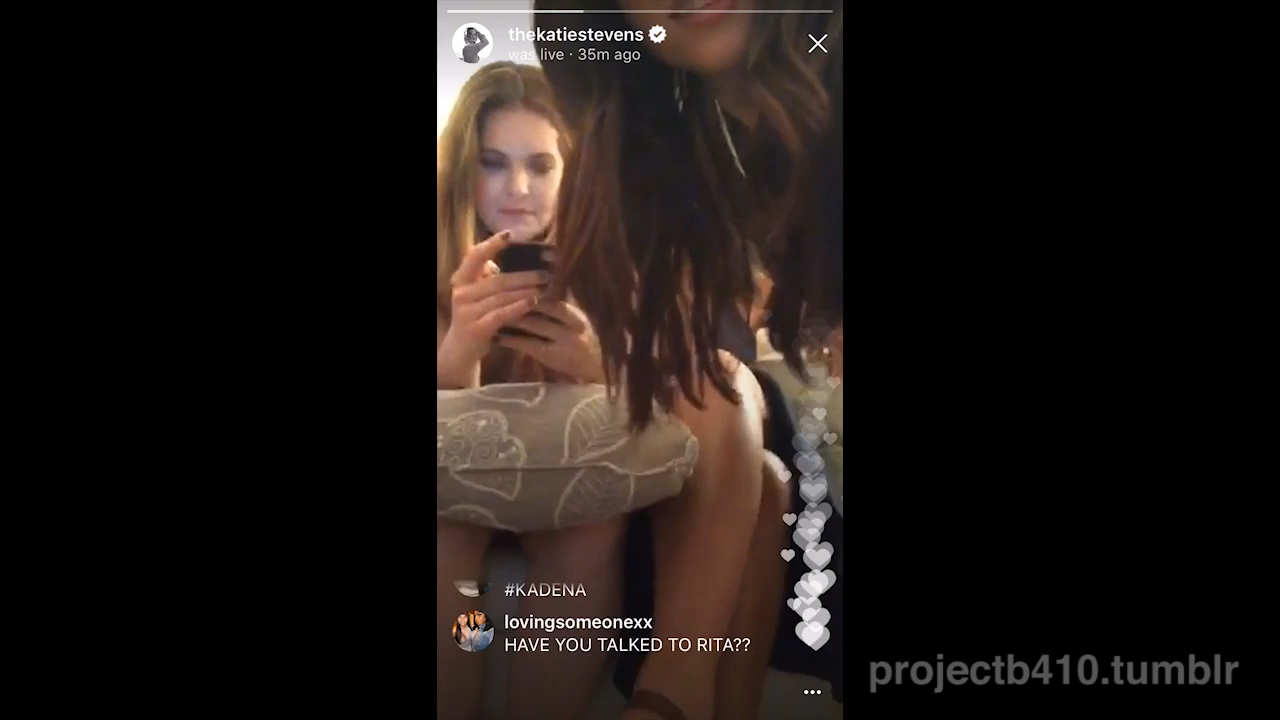 thekatiestevens
was live · 35m ago
#KADENA
lovingsomeonexx
HAVE YOU TALKED TO RITA??
projectb410.tumblr